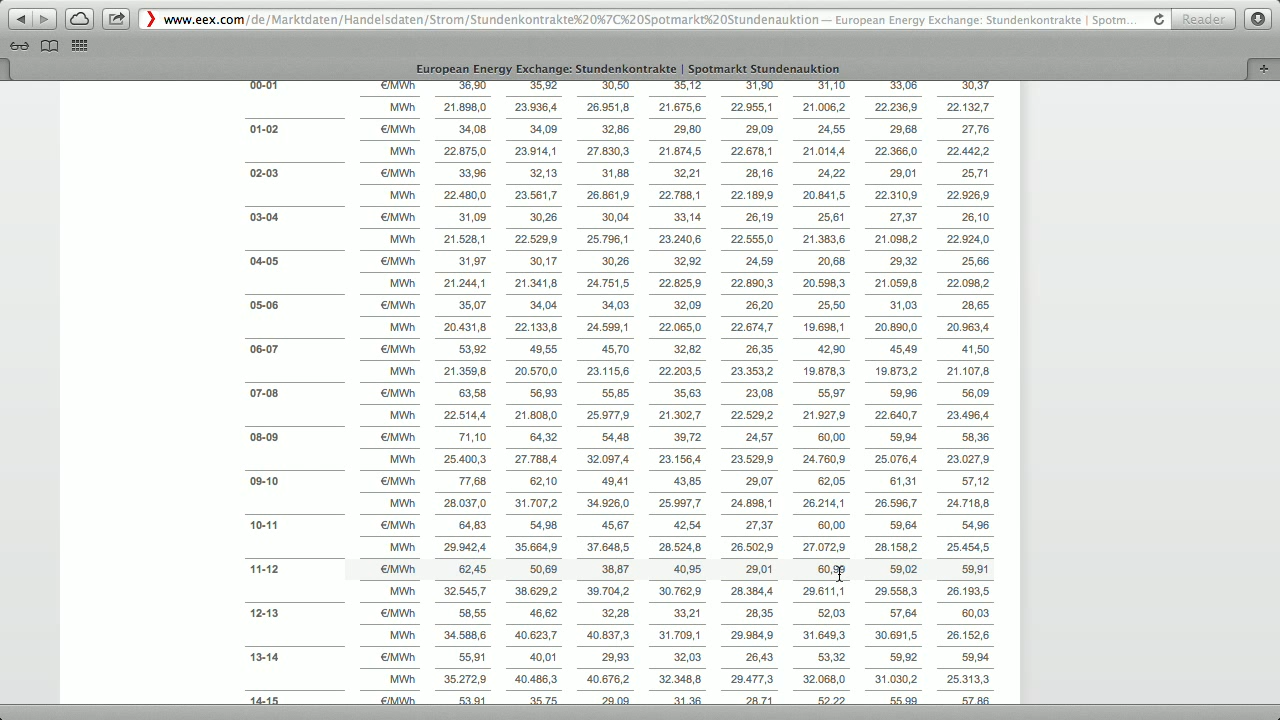 www.eex.com/de/Marktdaten/Handelsdaten/Strom/Stundenkontrakte%20%7C%20Spotmarkt%20Stundenauktion — European Energy Exchange: Stundenkontrakte | Spotm... Reader
European Energy Exchange: Stundenkontrakte | Spotmarkt Stundenauktion
00-01 €/MWh 36,90 35,92 30,50 35,12 31,90 31,10 33,06 30,37
MWh 21.898,0 23.936,4 26.951,8 21.675,6 22.955,1 21.006,2 22.236,9 22.132,7
01-02 €/MWh 34,08 34,09 32,86 29,80 29,09 24,55 29,68 27,76
MWh 22.875,0 23.914,1 27.830,3 21.874,5 22.678,1 21.014,4 22.366,0 22.442,2
02-03 €/MWh 33,96 32,13 31,88 32,21 28,16 24,22 29,01 25,71
MWh 22.480,0 23.561,7 26.861,9 22.788,1 22.189,9 20.841,5 22.310,9 22.926,9
03-04 €/MWh 31,09 30,26 30,04 33,14 26,19 25,61 27,37 26,10
MWh 21.528,1 22.529,9 25.796,1 23.240,6 22.555,0 21.383,6 21.098,2 22.924,0
04-05 €/MWh 31,97 30,17 30,26 32,92 24,59 20,68 29,32 25,66
MWh 21.244,1 21.341,8 24.751,5 22.825,9 22.890,3 20.598,3 21.059,8 22.098,2
05-06 €/MWh 35,07 34,04 34,03 32,09 26,20 25,50 31,03 28,65
MWh 20.431,8 22.133,8 24.599,1 22.065,0 22.674,7 19.698,1 20.890,0 20.963,4
06-07 €/MWh 53,92 49,55 45,70 32,82 26,35 42,90 45,49 41,50
MWh 21.359,8 20.570,0 23.115,6 22.203,5 23.353,2 19.878,3 19.873,2 21.107,8
07-08 €/MWh 63,58 56,93 55,85 35,63 23,08 55,97 59,96 56,09
MWh 22.514,4 21.808,0 25.977,9 21.302,7 22.529,2 21.927,9 22.640,7 23.496,4
08-09 €/MWh 71,10 64,32 54,48 39,72 24,57 60,00 59,94 58,36
MWh 25.400,3 27.788,4 32.097,4 23.156,4 23.529,9 24.760,9 25.076,4 23.027,9
09-10 €/MWh 77,68 62,10 49,41 43,85 29,07 62,05 61,31 57,12
MWh 28.037,0 31.707,2 34.926,0 25.997,7 24.898,1 26.214,1 26.596,7 24.718,8
10-11 €/MWh 64,83 54,98 45,67 42,54 27,37 60,00 59,64 54,96
MWh 29.942,4 35.664,9 37.648,5 28.524,8 26.502,9 27.072,9 28.158,2 25.454,5
11-12 €/MWh 62,45 50,69 38,87 40,95 29,01 60,99 59,02 59,91
MWh 32.545,7 38.629,2 39.704,2 30.762,9 28.384,4 29.611,1 29.558,3 26.193,5
12-13 €/MWh 58,55 46,62 32,28 33,21 28,35 52,03 57,64 60,03
MWh 34.588,6 40.623,7 40.837,3 31.709,1 29.984,9 31.649,3 30.691,5 26.152,6
13-14 €/MWh 55,91 40,01 29,93 32,03 26,43 53,32 59,92 59,94
MWh 35.272,9 40.486,3 40.676,2 32.348,8 29.477,3 32.068,0 31.030,2 25.313,3
14-15 €/MWh 53,91 35,75 29,09 31,36 28,71 52,22 55,99 57,86